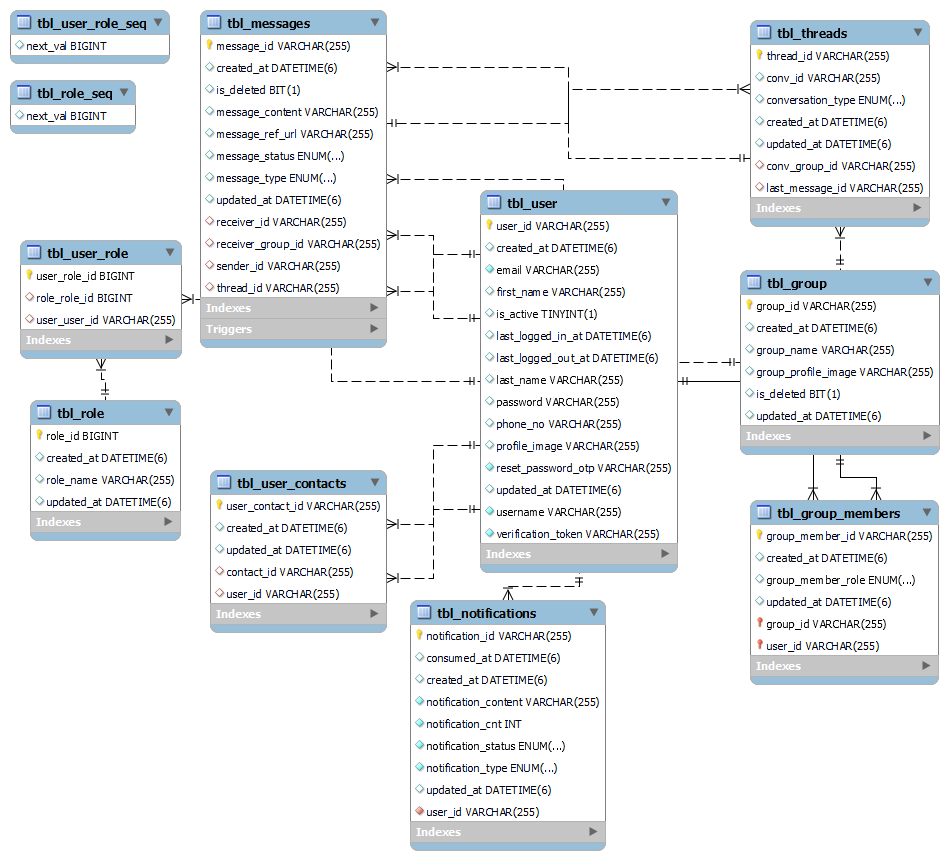 tbl_user_role_seq
next_val BIGINT
tbl_role_seq
next_val BIGINT
tbl_messages
message_id VARCHAR(255)
created_at DATETIME(6)
is_deleted BIT(1)
message_content VARCHAR(255)
message_ref_url VARCHAR(255)
message_status ENUM(...)
message_type ENUM(...)
updated_at DATETIME(6)
receiver_id VARCHAR(255)
receiver_group_id VARCHAR(255)
sender_id VARCHAR(255)
thread_id VARCHAR(255)
Indexes
Triggers
tbl_threads
thread_id VARCHAR(255)
conv_id VARCHAR(255)
conversation_type ENUM(...)
created_at DATETIME(6)
updated_at DATETIME(6)
conv_group_id VARCHAR(255)
last_message_id VARCHAR(255)
Indexes
tbl_user
user_id VARCHAR(255)
created_at DATETIME(6)
email VARCHAR(255)
first_name VARCHAR(255)
is_active TINYINT(1)
last_logged_in_at DATETIME(6)
last_logged_out_at DATETIME(6)
last_name VARCHAR(255)
password VARCHAR(255)
phone_no VARCHAR(255)
profile_image VARCHAR(255)
reset_password_otp VARCHAR(255)
updated_at DATETIME(6)
username VARCHAR(255)
verification_token VARCHAR(255)
Indexes
tbl_user_role
user_role_id BIGINT
role_role_id BIGINT
user_user_id VARCHAR(255)
Indexes
tbl_group
group_id VARCHAR(255)
created_at DATETIME(6)
group_name VARCHAR(255)
group_profile_image VARCHAR(255)
is_deleted BIT(1)
updated_at DATETIME(6)
Indexes
tbl_role
role_id BIGINT
created_at DATETIME(6)
role_name VARCHAR(255)
updated_at DATETIME(6)
Indexes
tbl_user_contacts
user_contact_id VARCHAR(255)
created_at DATETIME(6)
updated_at DATETIME(6)
contact_id VARCHAR(255)
user_id VARCHAR(255)
Indexes
tbl_group_members
group_member_id VARCHAR(255)
created_at DATETIME(6)
group_member_role ENUM(...)
updated_at DATETIME(6)
group_id VARCHAR(255)
user_id VARCHAR(255)
Indexes
tbl_notifications
notification_id VARCHAR(255)
consumed_at DATETIME(6)
created_at DATETIME(6)
notification_content VARCHAR(255)
notification_cnt INT
notification_status ENUM(...)
notification_type ENUM(...)
updated_at DATETIME(6)
user_id VARCHAR(255)
Indexes